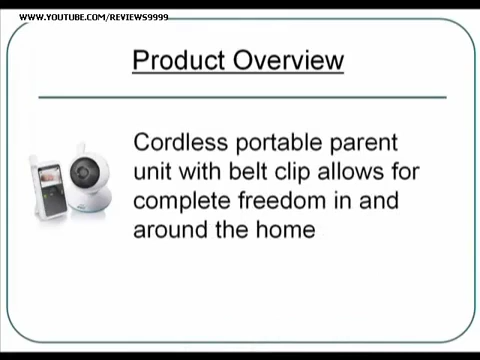 WWW.YOUTUBE.COM/REVIEWS9999
Product Overview
Cordless portable parent
unit with belt clip allows for
complete freedom in and
around the home